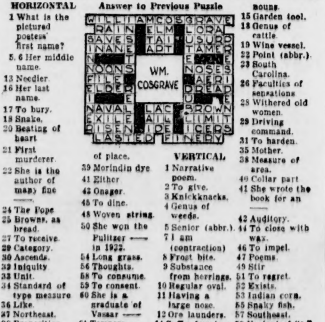 HORIZONTAL
1 What is the
pictured
poetess'
first name?
5, 6 Her middle
name.
13 Needler.
16 Her last
name.
17 To bury.
18 Snake.
20 Beating of
heart
21 First
murderer.
22 She is the
author of
many fine
24 The Pope
25 Browns, as
bread.
27 To receive.
29 Category.
30 Ascends.
32 Iniquity
33 Unit.
34 Standard of
type measure
36 Like.
37 Northeast.
Answer to Previous Puzzle
WILLIAMCOSGRAVE
WM.
COSGRAVE
of place.
39 Morindin dye
41 Either
43 Onager.
45 To dine.
48 Woven string.
50 She won the
Pulitzer —
in 1922.
54 Long grass
56 Thoughts.
58 To consume.
59 To consent.
60 She is a
graduate of
Vassar —
VERTICAL
1 Narrative
poem.
2 To give.
3 Knickknacks.
4 Genus of
weeds.
5 Senior (abbr.).
7 I am
(contraction)
8 Frost bite.
9 Substance
from herrings.
10 Regular oval.
11 Having a
large nose.
12 Ore launders.
nouns.
15 Garden tool.
18 Genus of
cattle.
19 Wine vessel.
22 Point (abbr.).
23 South
Carolina.
26 Faculties of
sensations
28 Withered old
women.
29 Driving
command.
31 To harden.
35 Mother.
38 Measure of
area.
40 Collar part
41 She wrote the
book for an
—
42 Auditory.
44 To close with
wax.
46 To impel.
47 Poems.
49 Stir
51 To regret.
52 Exists.
53 Indian corn.
55 Snaky fish.
57 Southeast.